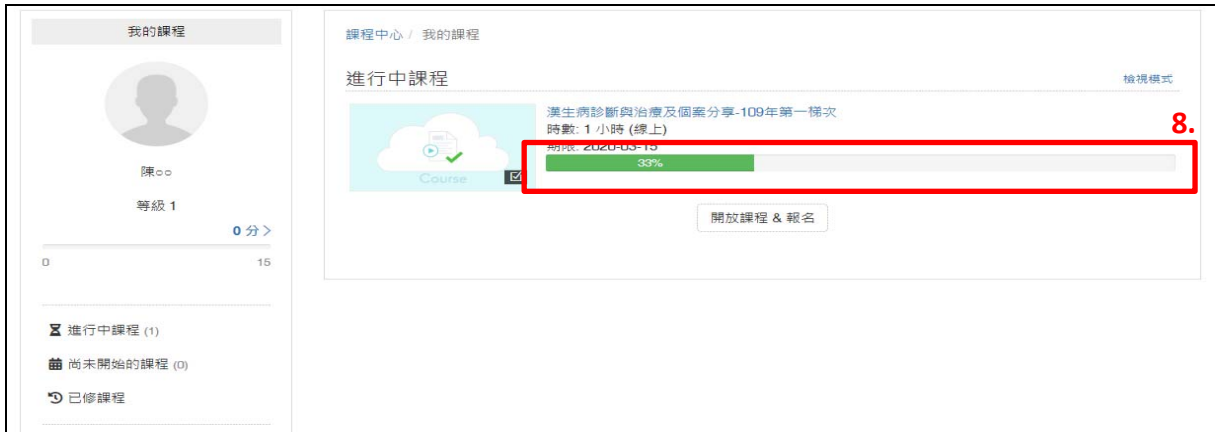 我的課程
陳○○
等級 1
0 分 >
0 15
進行中課程 (1)
尚未開始的課程 (0)
已修課程
課程中心 / 我的課程
進行中課程
檢視模式
Course
漢生病診斷與治療及個案分享-109年第一梯次
時數: 1 小時 (線上)
期限: 2020-03-15
8.
33%
開放課程 & 報名